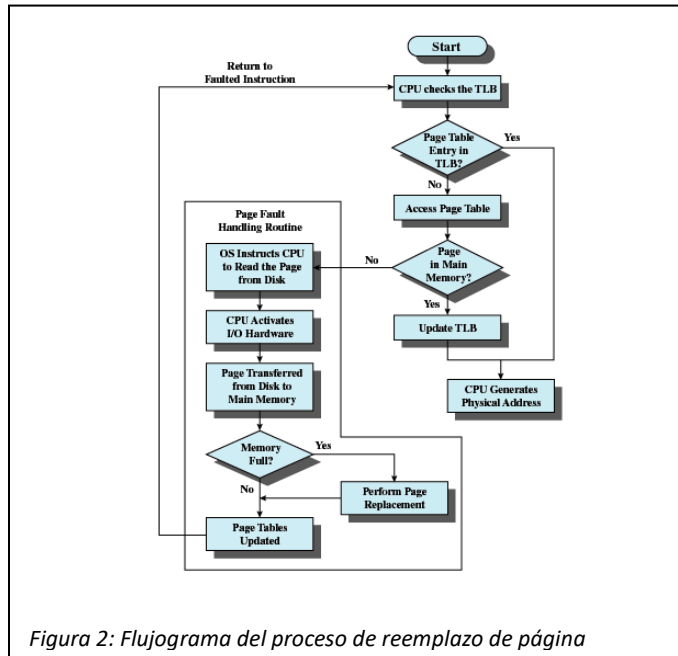 Start
Return to
Faulted Instruction
CPU checks the TLB
Page Table
Entry in
TLB?
Yes
No
Access Page Table
Page Fault
Handling Routine
OS Instructs CPU
to Read the Page
from Disk
No
Page
in Main
Memory?
Yes
CPU Activates
I/O Hardware
Update TLB
Page Transferred
from Disk to
Main Memory
CPU Generates
Physical Address
Memory
Full?
Yes
No
Perform Page
Replacement
Page Tables
Updated
Figura 2: Flujograma del proceso de reemplazo de página